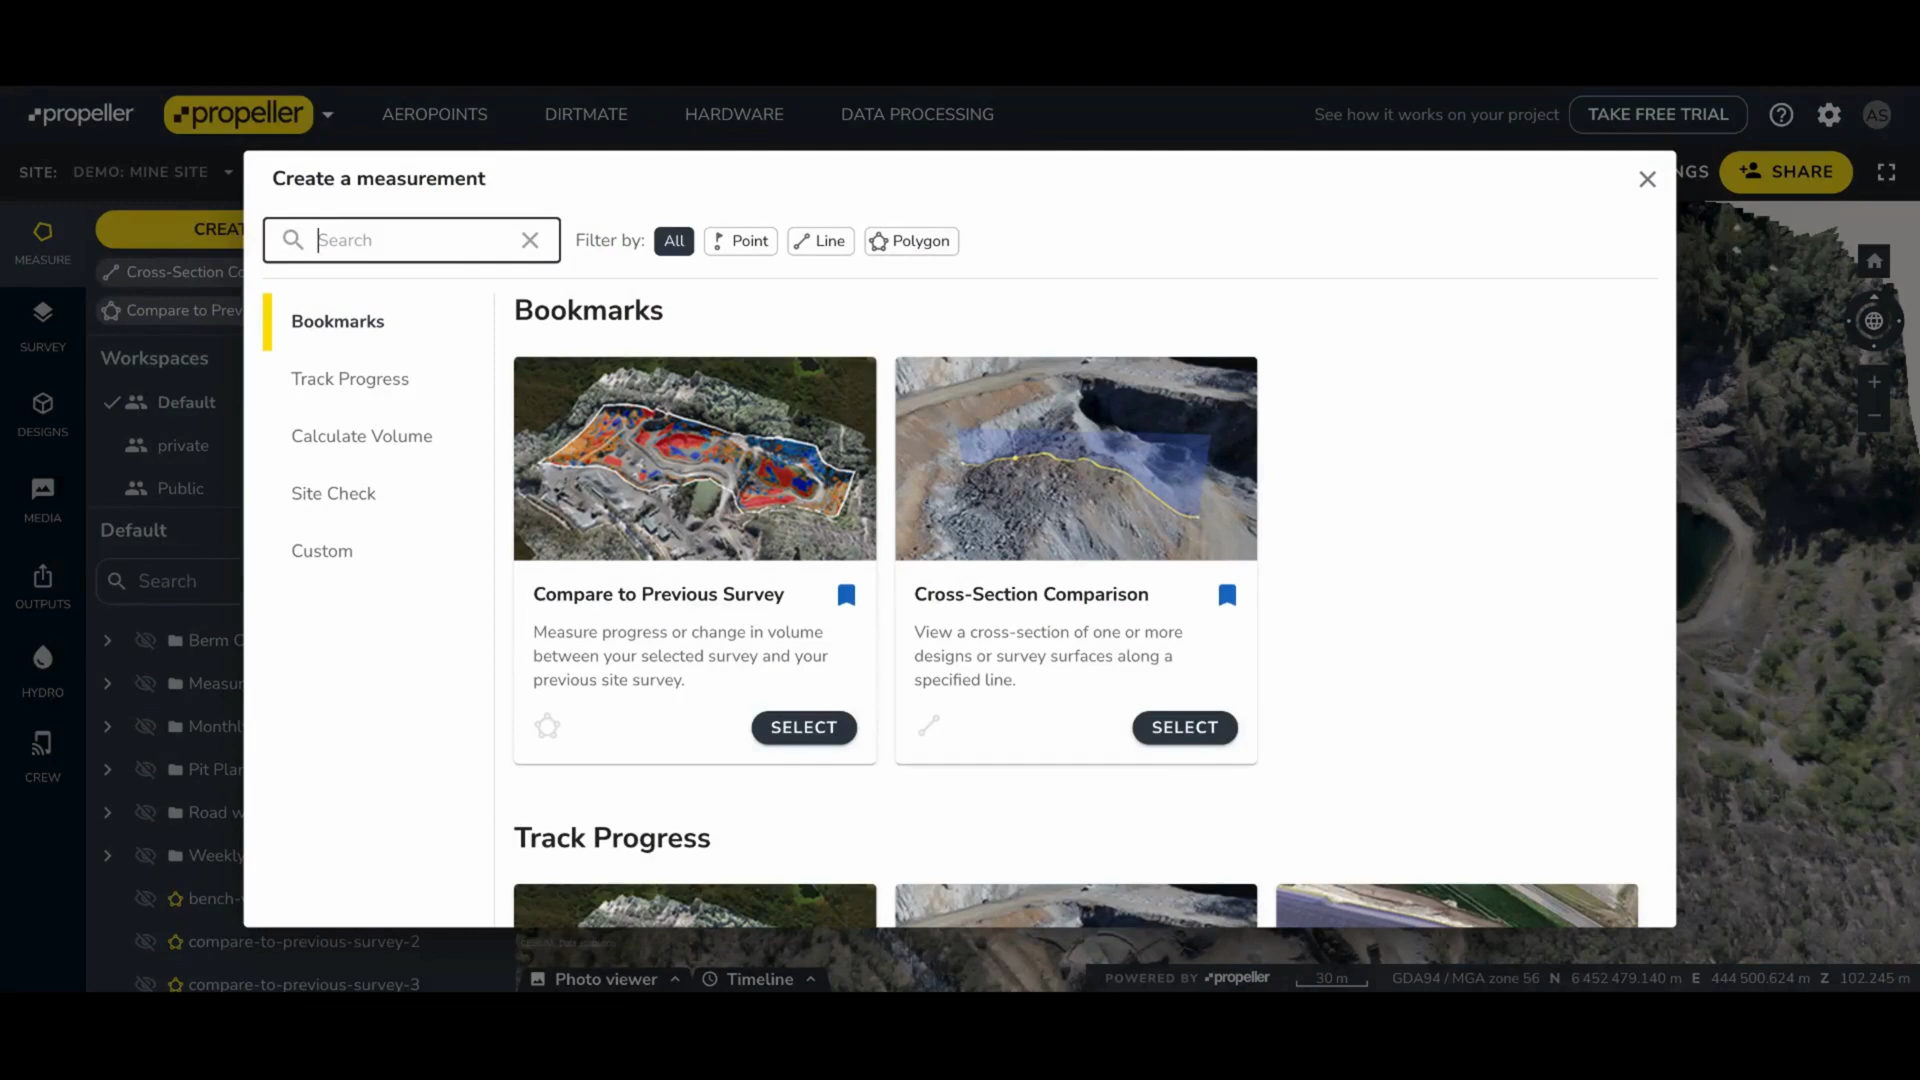 propeller
propeller
AEROPOINTS
DIRTMATE
HARDWARE
DATA PROCESSING
See how it works on your project
TAKE FREE TRIAL
AS
SITE: DEMO: MINE SITE
NGS
SHARE
Create a measurement
Search
Filter by: All Point Line Polygon
MEASURE
SURVEY
DESIGNS
MEDIA
OUTPUTS
HYDRO
CREW
CREAT
Cross-Section Co
Compare to Prev
Workspaces
Default
private
Public
Default
Search
Berm C
Measur
Monthl
Pit Plan
Road w
Weekly
bench-
compare-to-previous-survey-2
compare-to-previous-survey-3
Bookmarks
Track Progress
Calculate Volume
Site Check
Custom
Bookmarks
Compare to Previous Survey
Measure progress or change in volume
between your selected survey and your
previous site survey.
SELECT
Cross-Section Comparison
View a cross-section of one or more
designs or survey surfaces along a
specified line.
SELECT
Track Progress
Photo viewer
Timeline
POWERED BY propeller
30 m
GDA94 / MGA zone 56 N 6 452 479.140 m E 444 500.624 m Z 102.245 m